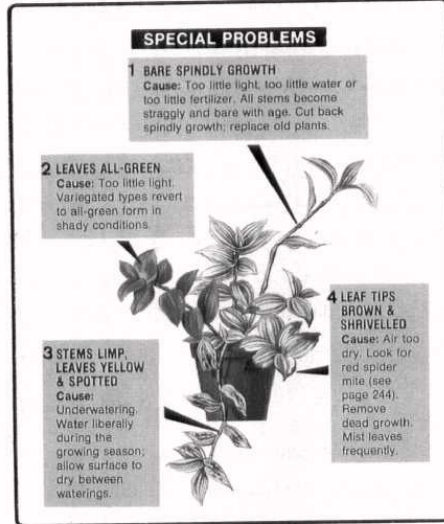 SPECIAL PROBLEMS
1 BARE SPINDLY GROWTH
Cause: Too little light, too little water or
too little fertilizer. All stems become
straggly and bare with age. Cut back
spindly growth; replace old plants.
2 LEAVES ALL-GREEN
Cause: Too little light.
Variegated types revert
to all-green form in
shady conditions.
3 STEMS LIMP,
LEAVES YELLOW
& SPOTTED
Cause:
Underwatering.
Water liberally
during the
growing season;
allow surface to
dry between
waterings.
4 LEAF TIPS
BROWN &
SHRIVELLED
Cause: Air too
dry. Look for
red spider
mite (see
page 244).
Remove
dead growth.
Mist leaves
frequently.